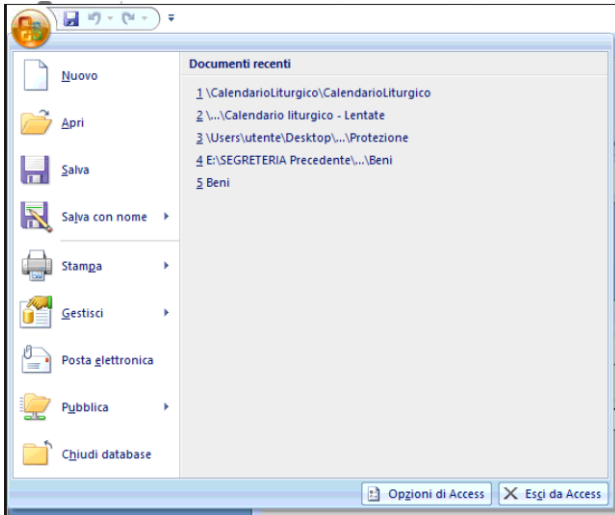 Nuovo
Apri
Salva
Salva con nome
Stampa
Gestisci
Posta elettronica
Pubblica
Chiudi database
Documenti recenti
1 \CalendarioLiturgico\CalendarioLiturgico
2 \...\Calendario liturgico - Lentate
3 \Users\utente\Desktop\...\Protezione
4 E:\SEGRETERIA Precedente\...\Beni
5 Beni
Opzioni di Access
Esci da Access